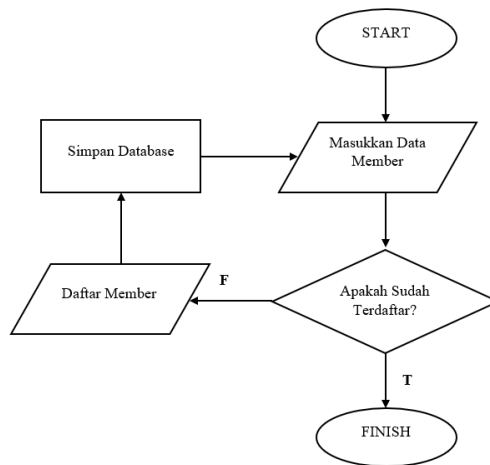 START
Simpan Database
Masukkan Data
Member
Daftar Member
F
Apakah Sudah
Terdaftar?
T
FINISH